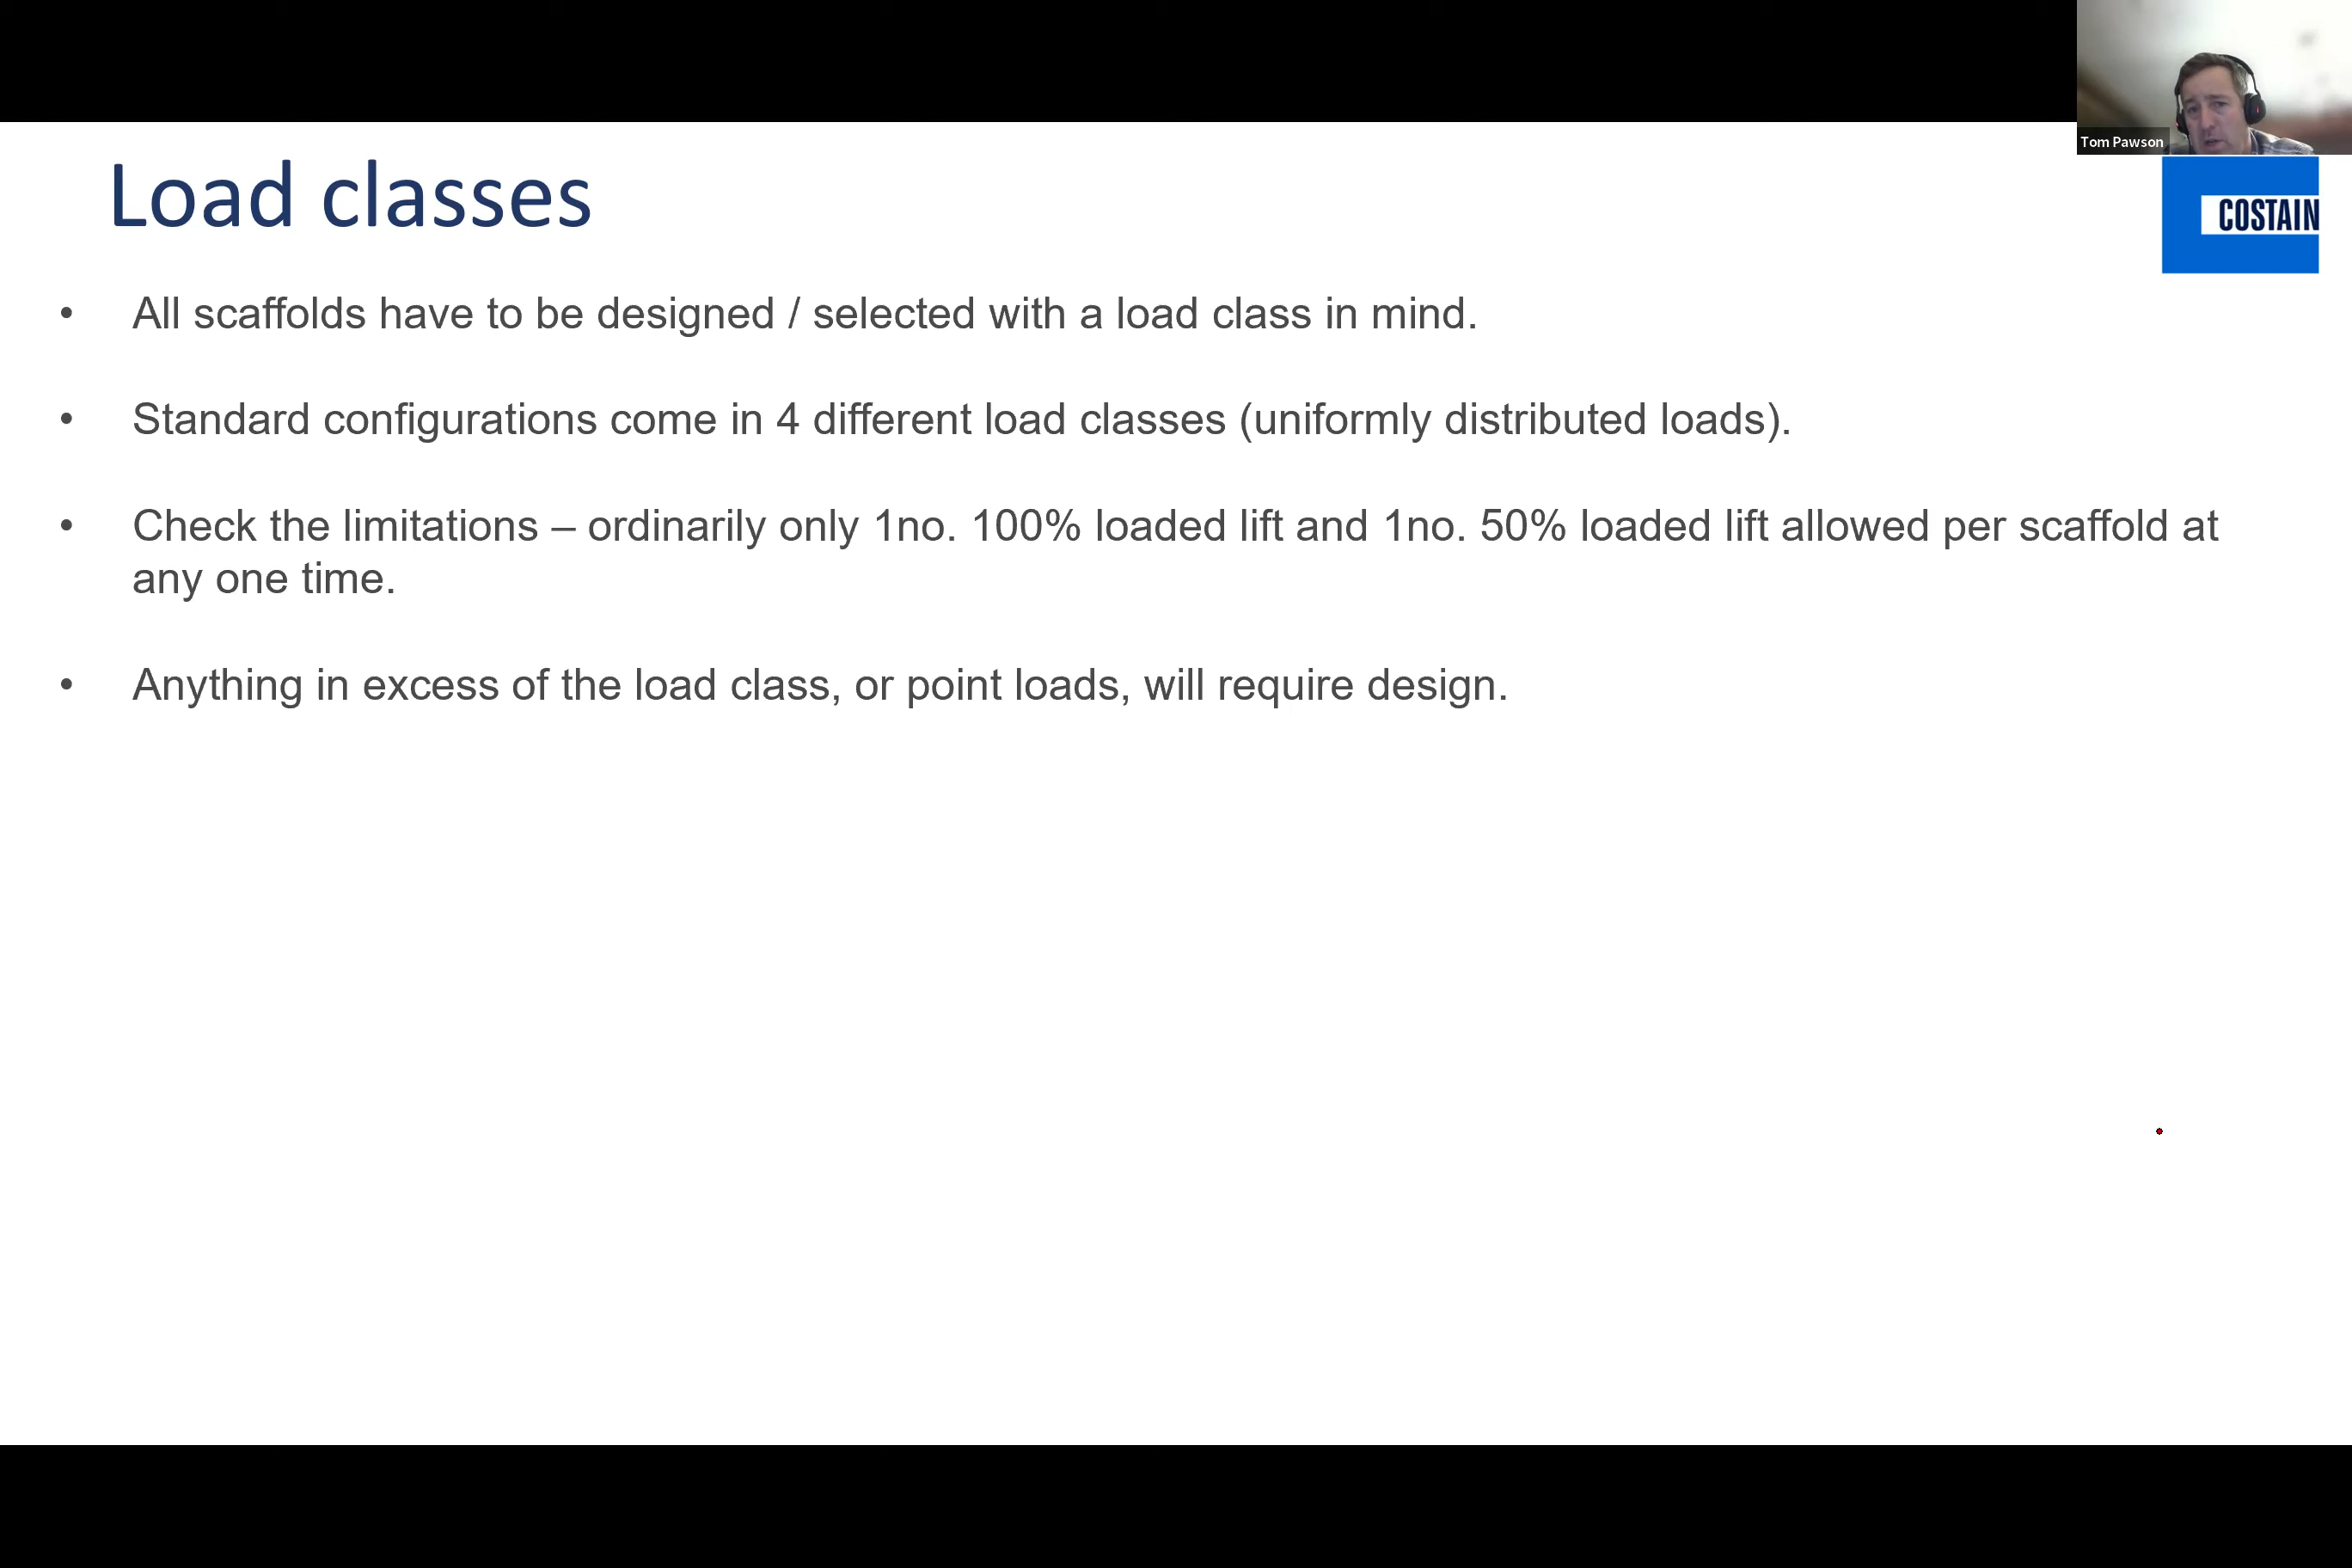 Tom Pawson
COSTAIN
Load classes
• All scaffolds have to be designed / selected with a load class in mind.
• Standard configurations come in 4 different load classes (uniformly distributed loads).
• Check the limitations – ordinarily only 1no. 100% loaded lift and 1no. 50% loaded lift allowed per scaffold at
any one time.
• Anything in excess of the load class, or point loads, will require design.